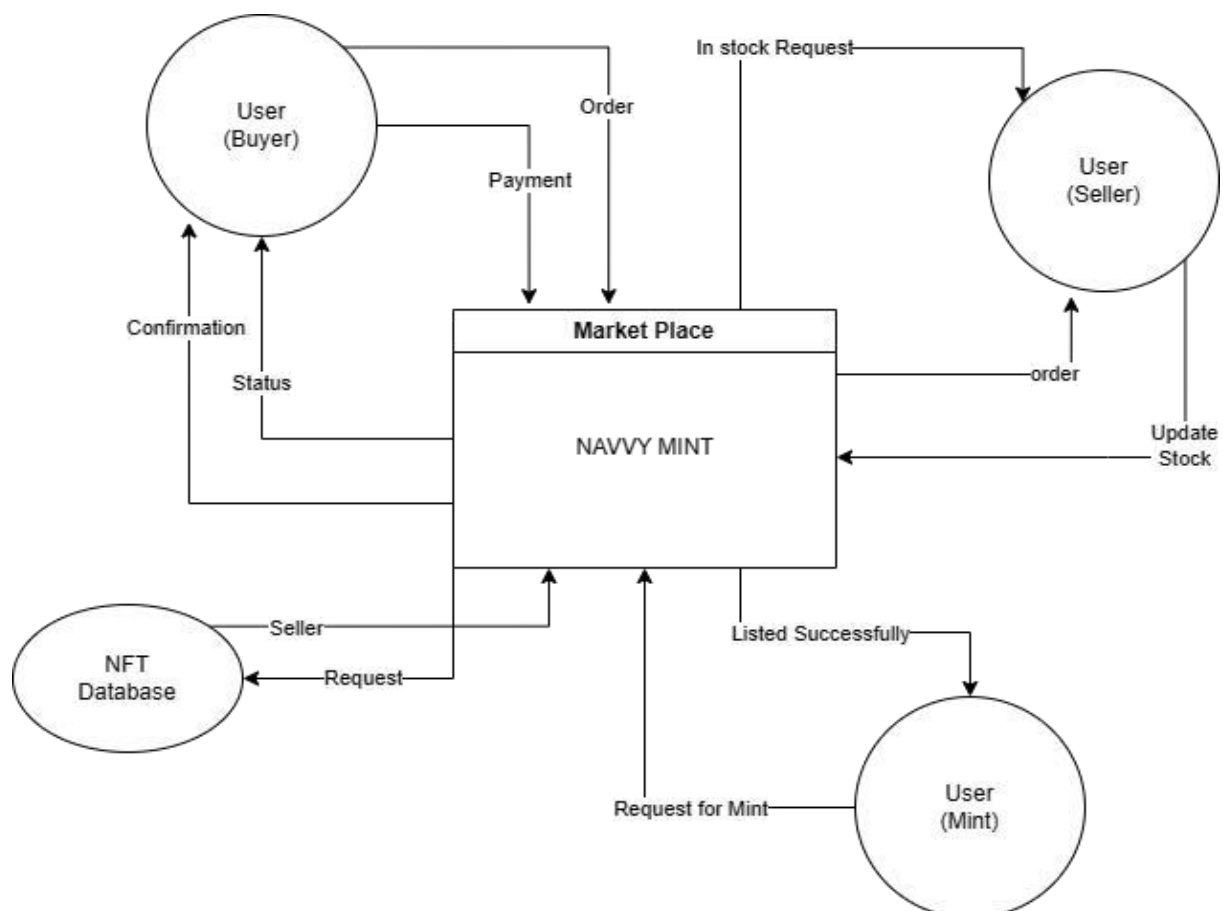 In stock Request
User
(Buyer)
Order
User
(Seller)
Payment
Confirmation
Market Place
Status
order
NAVVY MINT
Update
Stock
Seller
Listed Successfully
NFT
Database
Request
User
(Mint)
Request for Mint